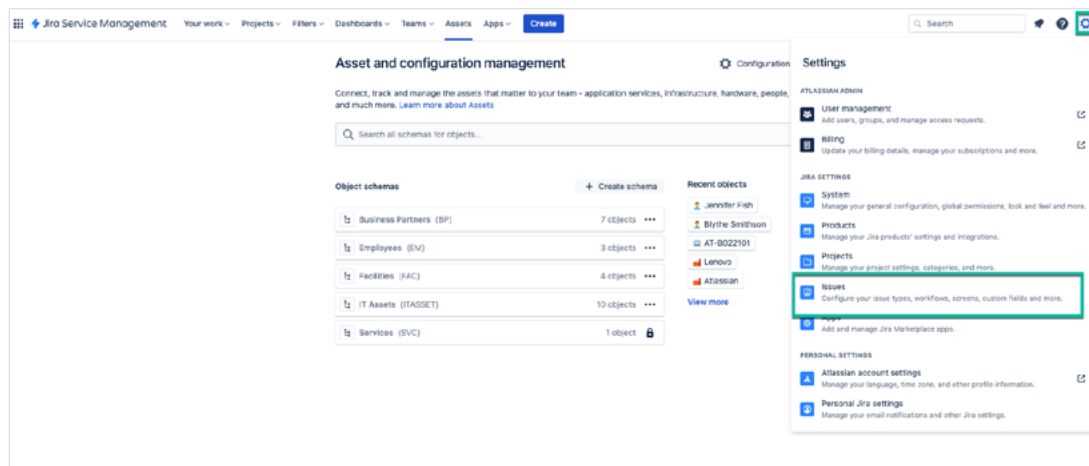 Jira Service Management Your work Projects Filters Dashboards Teams Assets Apps Create Search
Asset and configuration management
Configuration
Connect, track and manage the assets that matter to your team - application services, infrastructure, hardware, people,
and much more. Learn more about Assets
Search all schemas for objects...
Object schemas
+ Create schema
Business Partners (BP) 7 objects
Employees (EM) 3 objects
Facilities (FAC) 4 objects
IT Assets (ITASSET) 10 objects
Services (SVC) 1 object
Recent objects
Jennifer Fish
Blythe Smithson
AT-B022101
Lenovo
Atlassian
View more
Settings
ATLASSIAN ADMIN
User management
Add users, groups, and manage access requests.
Billing
Update your billing details, manage your subscriptions and more.
JIRA SETTINGS
System
Manage your general configuration, global permissions, look and feel and more.
Products
Manage your Jira products' settings and integrations.
Projects
Manage your project settings, categories, and more.
Issues
Configure your issue types, workflows, screens, custom fields and more.
Apps
Add and manage Jira Marketplace apps.
PERSONAL SETTINGS
Atlassian account settings
Manage your language, time zone, and other profile information.
Personal Jira settings
Manage your email notifications and other Jira settings.